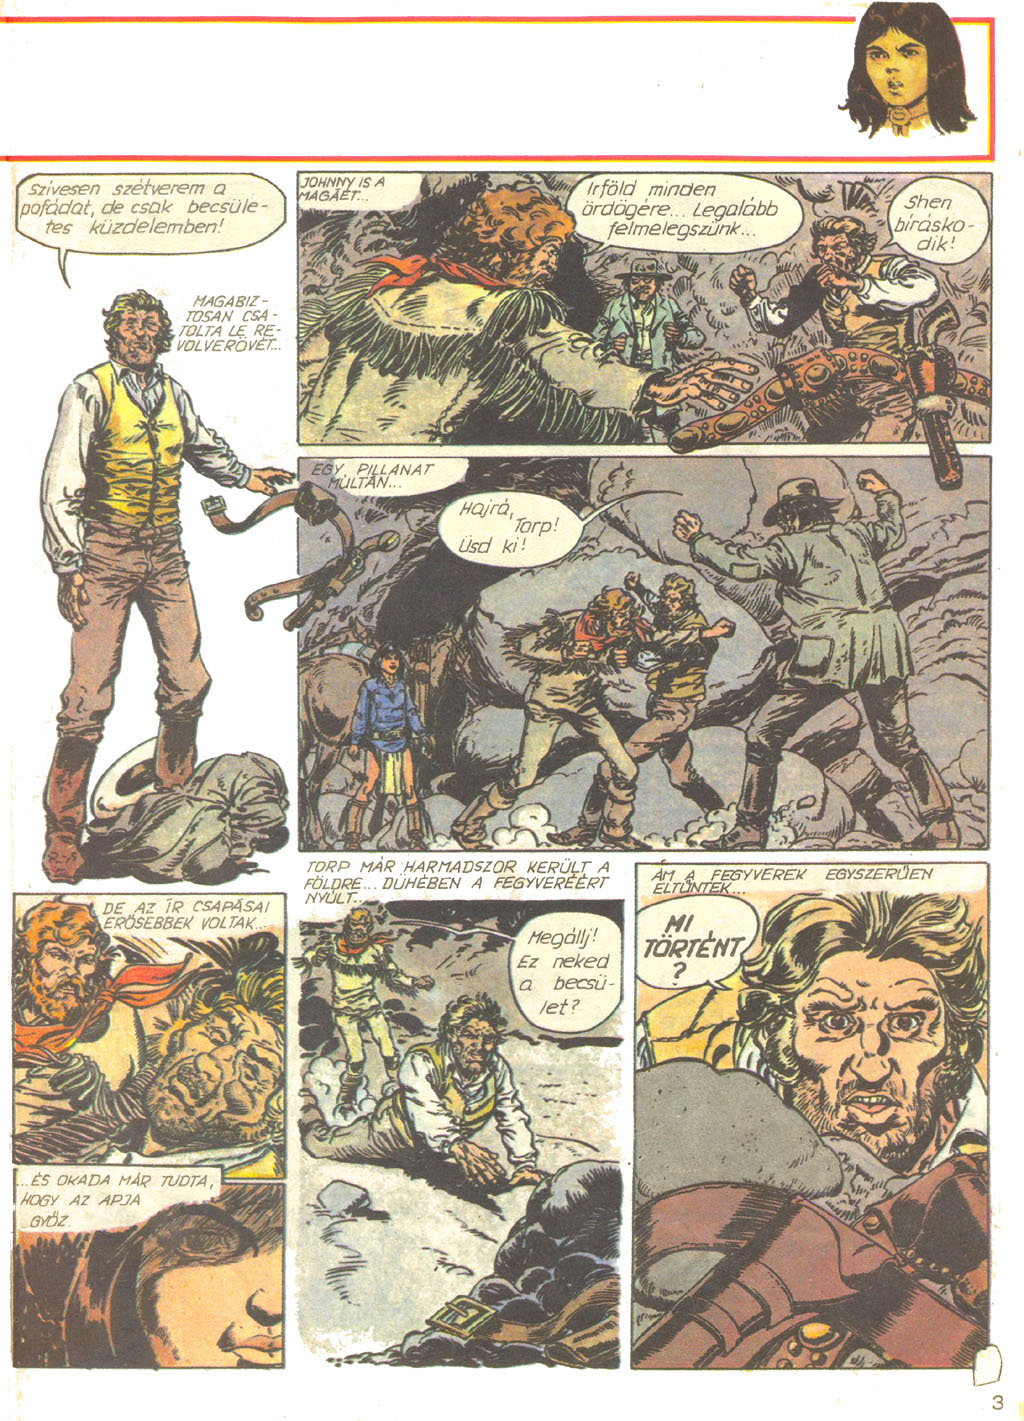 Szívesen szétverem a
pofádat, de csak becsüle-
tes küzdelemben!
MAGABIZ-
TOSAN CSA-
TOLTA LE RE-
VOLVERÖVÉT...
JOHNNY IS A
MAGÁÉT...
Írföld minden
ördögére... Legalább
felmelegszünk...
Shen
bírásko-
dik!
EGY PILLANAT
MÚLTÁN...
Hajrá,
Torp!
Üsd ki!
DE AZ ÍR CSAPÁSAI
ERŐSEBBEK VOLTAK...
...ÉS OKADA MÁR TUDTA,
HOGY AZ APJA
GYŐZ.
TORP MÁR HARMADSZOR KERÜLT A
FÖLDRE... DÜHÉBEN A FEGYVERÉÉRT
NYÚLT...
Megállj!
Ez neked
a becsü-
let?
ÁM A FEGYVEREK EGYSZERŰEN
ELTŰNTEK...
MI
TÖRTÉNT
?
3